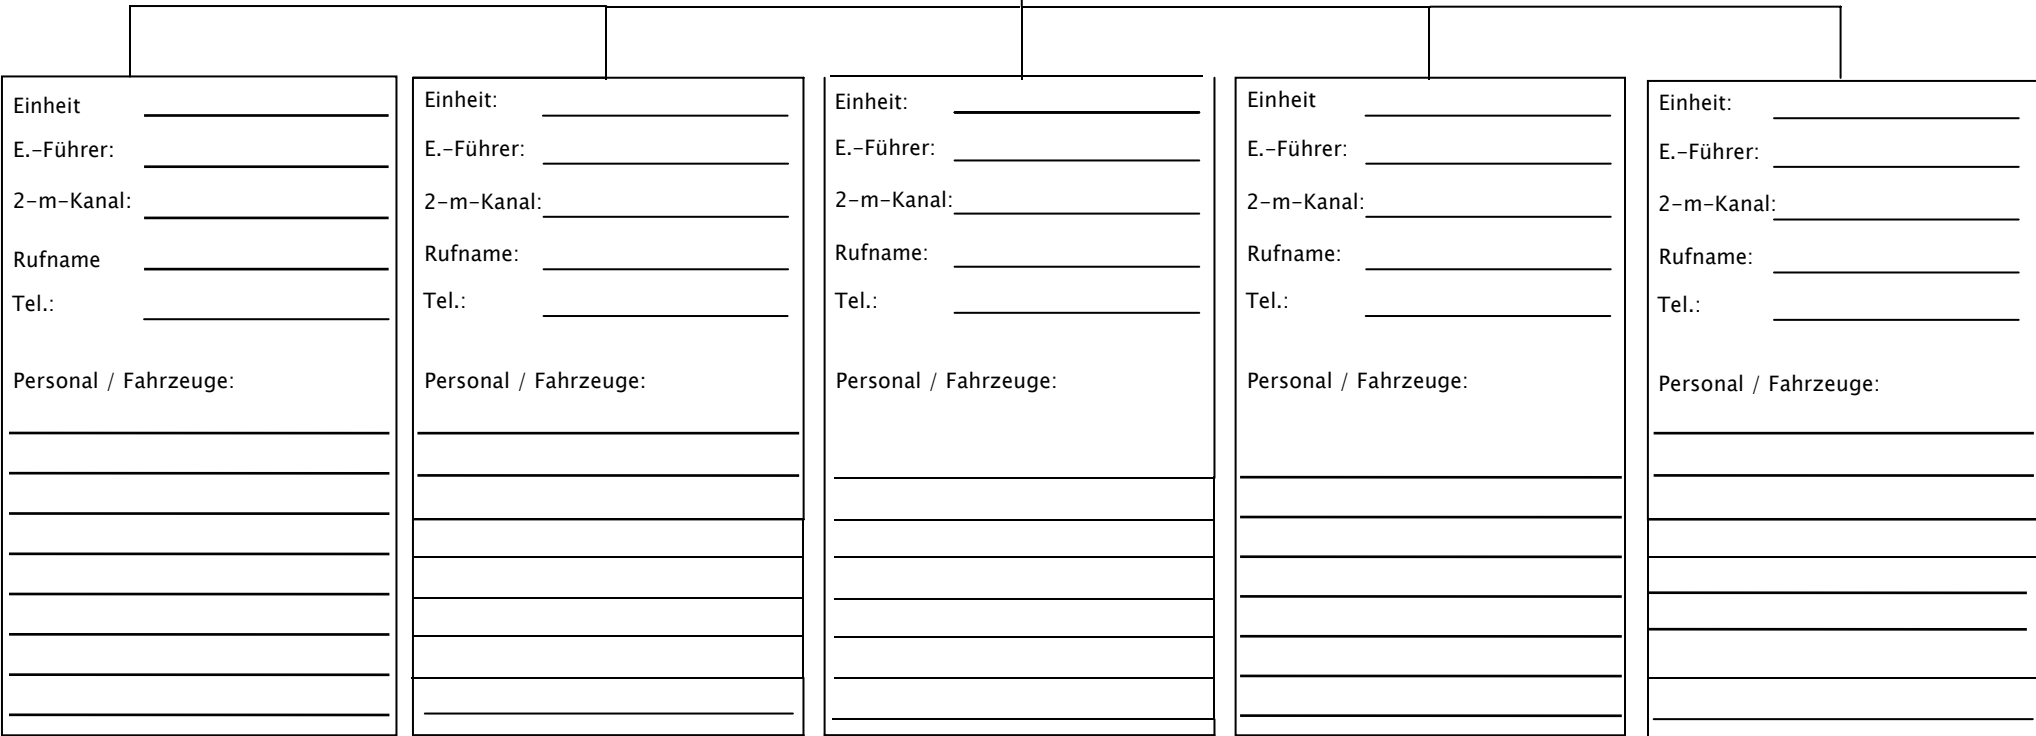 Einheit
E.-Führer:
2-m-Kanal:
Rufname
Tel.:
Personal / Fahrzeuge:
Einheit:
E.-Führer:
2-m-Kanal:
Rufname:
Tel.:
Personal / Fahrzeuge:
Einheit:
E.-Führer:
2-m-Kanal:
Rufname:
Tel.:
Personal / Fahrzeuge:
Einheit
E.-Führer:
2-m-Kanal:
Rufname:
Tel.:
Personal / Fahrzeuge:
Einheit:
E.-Führer:
2-m-Kanal:
Rufname:
Tel.:
Personal / Fahrzeuge: